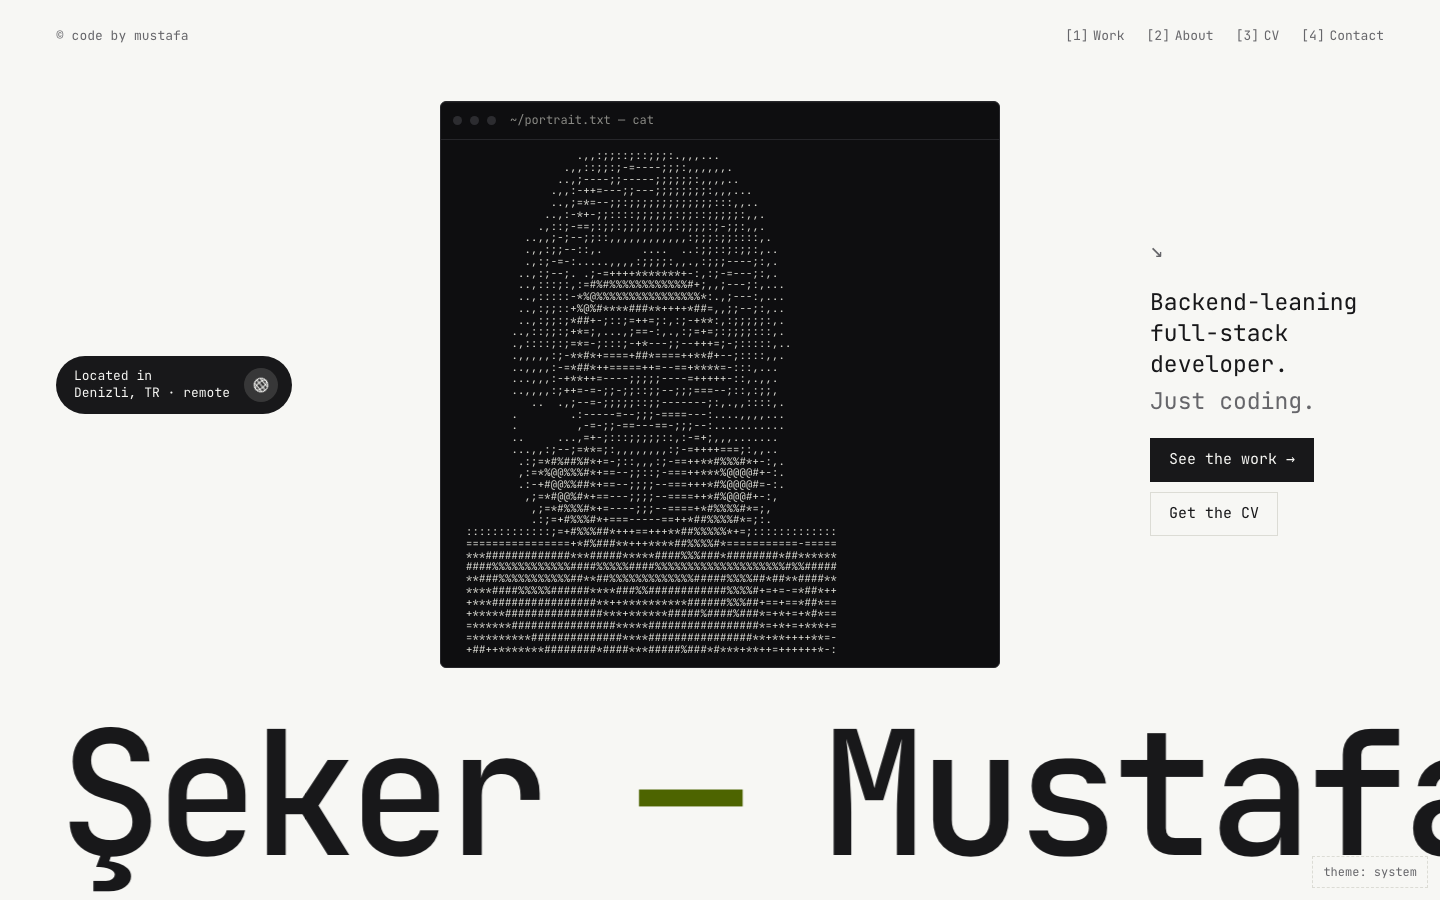 © code by mustafa
[1] Work [2] About [3] CV [4] Contact
~/portrait.txt — cat
↘
Backend-leaning
full-stack
developer.
Just coding.
Located in
Denizli, TR · remote
See the work →
Get the CV
Şeker — Mustafa
theme: system